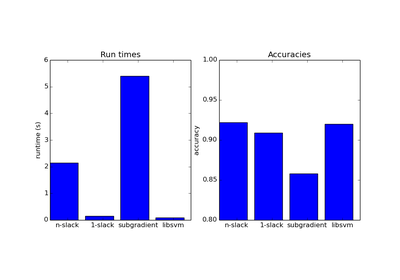 Run times
6
5
4
3
2
1
0
runtime (s)
n-slack 1-slack subgradient libsvm
Accuracies
1.00
0.95
0.90
0.85
0.80
accuracy
n-slack 1-slack subgradient libsvm